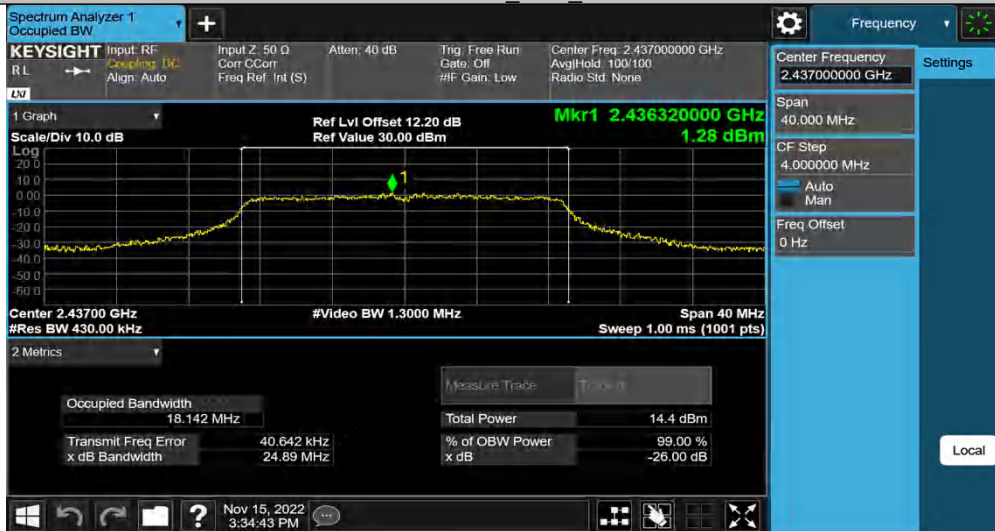 Spectrum Analyzer 1
Occupied BW
+
Frequency
KEYSIGHT
RL
LXI
Input: RF
Coupling: DC
Align: Auto
Input Z: 50 Ω
Corr CCorr
Freq Ref: Int (S)
Atten: 40 dB
Trig: Free Run
Gate: Off
#IF Gain: Low
Center Freq: 2.437000000 GHz
Avg|Hold: 100/100
Radio Std: None
Center Frequency
2.437000000 GHz
Settings
Span
40.000 MHz
CF Step
4.000000 MHz
Auto
Man
Freq Offset
0 Hz
1 Graph
Scale/Div 10.0 dB
Ref Lvl Offset 12.20 dB
Ref Value 30.00 dBm
Mkr1 2.436320000 GHz
1.28 dBm
Log
20.0
10.0
0.00
-10.0
-20.0
-30.0
-40.0
-50.0
-60.0
1
Center 2.43700 GHz
#Res BW 430.00 kHz
#Video BW 1.3000 MHz
Span 40 MHz
Sweep 1.00 ms (1001 pts)
2 Metrics
Measure Trace
Occupied Bandwidth
18.142 MHz
Total Power 14.4 dBm
Transmit Freq Error 40.642 kHz
% of OBW Power 99.00 %
x dB Bandwidth 24.89 MHz
x dB -26.00 dB
Local
?
Nov 15, 2022
3:34:43 PM